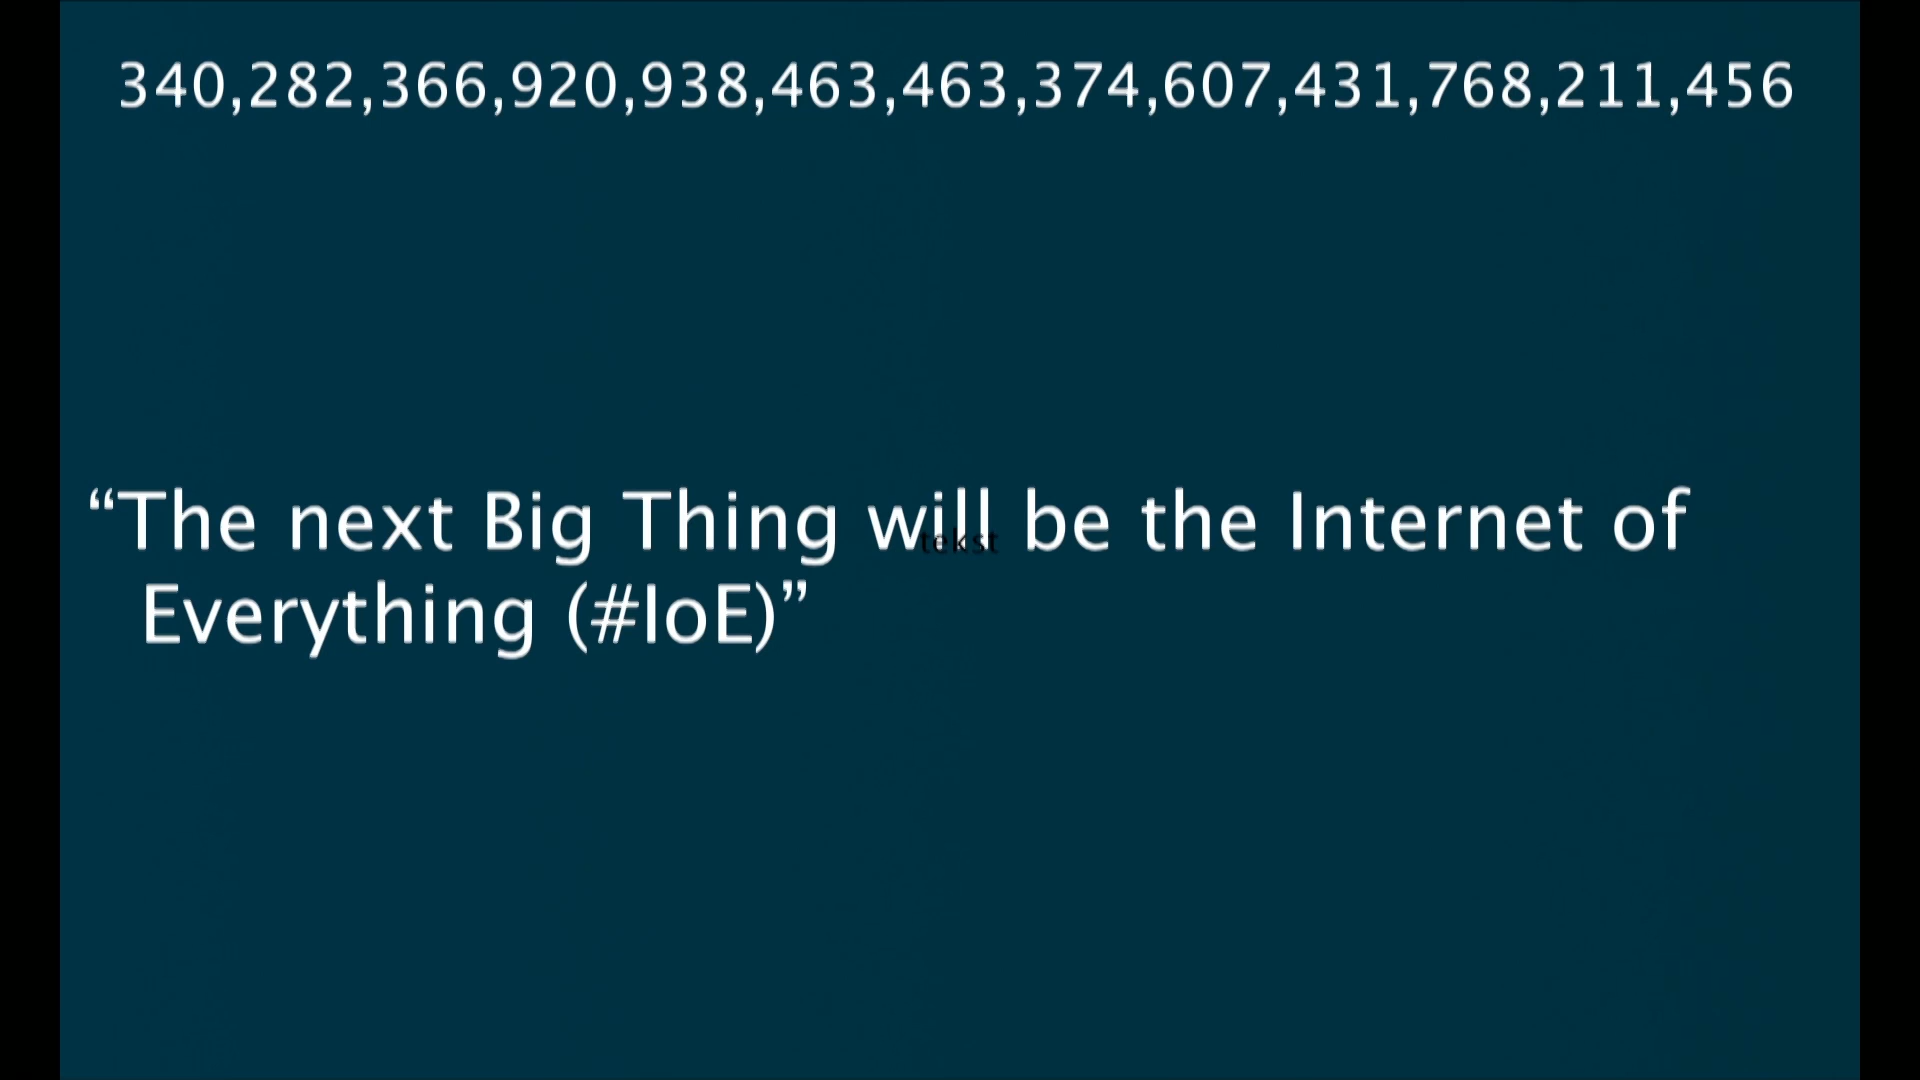 340,282,366,920,938,463,463,374,607,431,768,211,456
“The next Big Thing will be the Internet of
tekst
Everything (#IoE)”